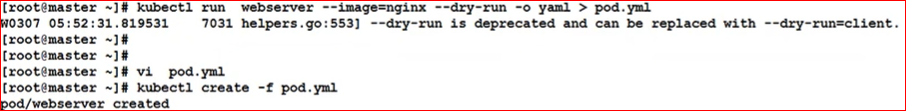 [root@master ~]# kubectl run  webserver --image=nginx --dry-run -o yaml > pod.yml
W0307 05:52:31.819531    7031 helpers.go:553] --dry-run is deprecated and can be replaced with --dry-run=client.
[root@master ~]#
[root@master ~]#
[root@master ~]# vi  pod.yml
[root@master ~]# kubectl create -f pod.yml
pod/webserver created